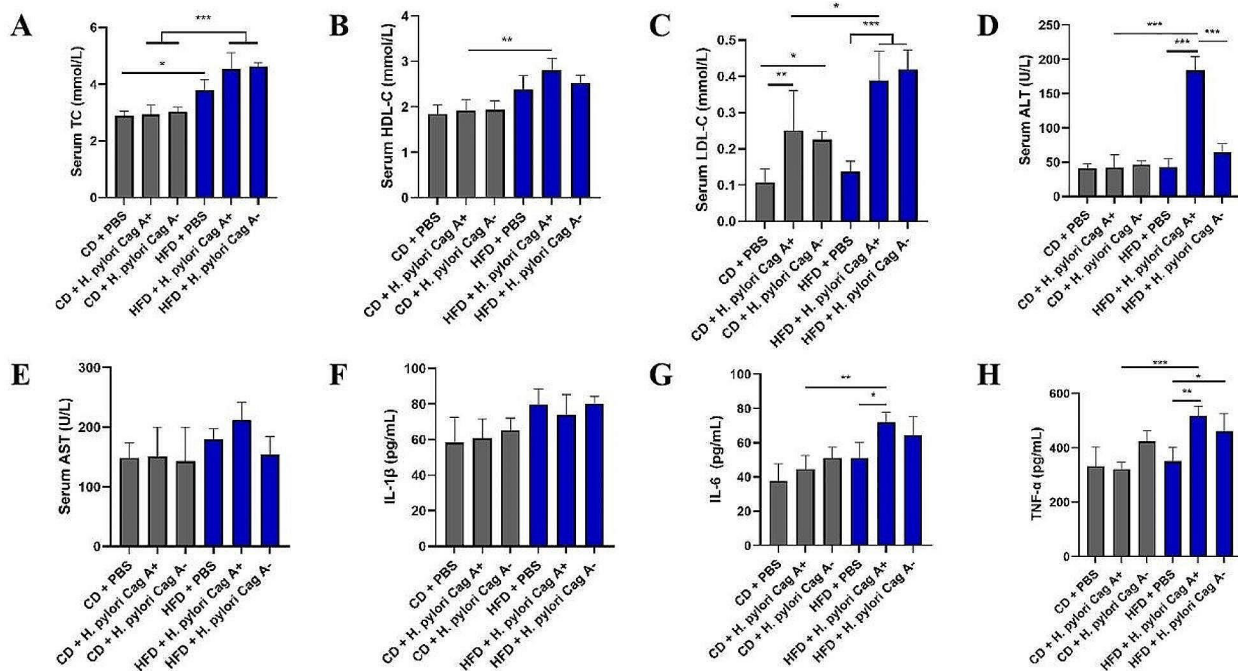 A
Serum TC (mmol/L)
6
4
2
0
***
*
CD + PBS
CD + H. pylori Cag A+
CD + H. pylori Cag A-
HFD + PBS
HFD + H. pylori Cag A+
HFD + H. pylori Cag A-
B
Serum HDL-C (mmol/L)
4
3
2
1
0
**
CD + PBS
CD + H. pylori Cag A+
CD + H. pylori Cag A-
HFD + PBS
HFD + H. pylori Cag A+
HFD + H. pylori Cag A-
C
Serum LDL-C (mmol/L)
0.5
0.4
0.3
0.2
0.1
0.0
*
***
*
**
CD + PBS
CD + H. pylori Cag A+
CD + H. pylori Cag A-
HFD + PBS
HFD + H. pylori Cag A+
HFD + H. pylori Cag A-
D
Serum ALT (U/L)
250
200
150
100
50
0
***
***
***
CD + PBS
CD + H. pylori Cag A+
CD + H. pylori Cag A-
HFD + PBS
HFD + H. pylori Cag A+
HFD + H. pylori Cag A-
E
Serum AST (U/L)
300
200
100
0
CD + PBS
CD + H. pylori Cag A+
CD + H. pylori Cag A-
HFD + PBS
HFD + H. pylori Cag A+
HFD + H. pylori Cag A-
F
IL-1β (pg/mL)
100
80
60
40
20
0
CD + PBS
CD + H. pylori Cag A+
CD + H. pylori Cag A-
HFD + PBS
HFD + H. pylori Cag A+
HFD + H. pylori Cag A-
G
IL-6 (pg/mL)
100
80
60
40
20
0
**
*
CD + PBS
CD + H. pylori Cag A+
CD + H. pylori Cag A-
HFD + PBS
HFD + H. pylori Cag A+
HFD + H. pylori Cag A-
H
TNF-α (pg/mL)
600
400
200
0
***
*
**
CD + PBS
CD + H. pylori Cag A+
CD + H. pylori Cag A-
HFD + PBS
HFD + H. pylori Cag A+
HFD + H. pylori Cag A-